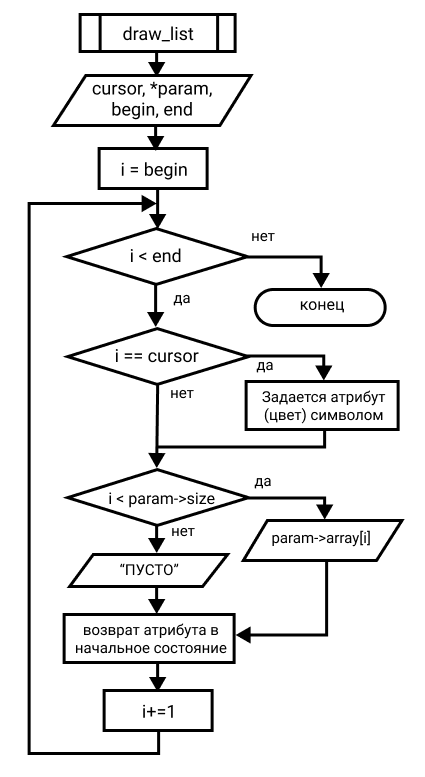 draw_list
cursor, *param,
begin, end
i = begin
i < end
нет
конец
да
i == cursor
да
нет
Задается атрибут
(цвет) символом
i < param->size
да
нет
param->array[i]
“ПУСТО”
возврат атрибута в
начальное состояние
i+=1